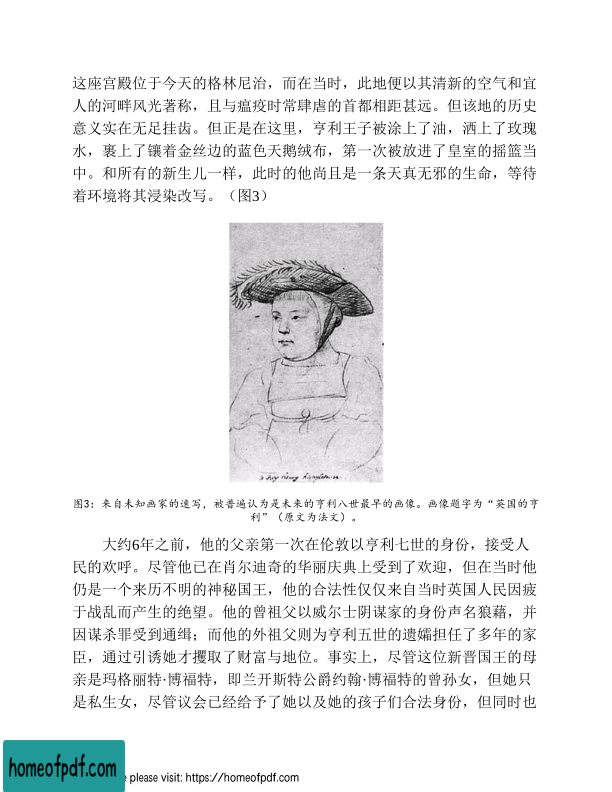 这座宫殿位于今天的格林尼治，而在当时，此地便以其清新的空气和宜
人的河畔风光著称，且与瘟疫时常肆虐的首都相距甚远。但该地的历史
意义实在无足挂齿。但正是在这里，亨利王子被涂上了油，洒上了玫瑰
水，裹上了镶着金丝边的蓝色天鹅绒布，第一次被放进了皇室的摇篮当
中。和所有的新生儿一样，此时的他尚且是一条天真无邪的生命，等待
着环境将其浸染改写。（图3）
图3：来自未知画家的速写，被普遍认为是未来的亨利八世最早的画像。画像题字为“英国的亨
利”（原文为法文）。
大约6年之前，他的父亲第一次在伦敦以亨利七世的身份，接受人
民的欢呼。尽管他已在肖尔迪奇的华丽庆典上受到了欢迎，但在当时他
仍是一个来历不明的神秘国王，他的合法性仅仅来自当时英国人民因疲
于战乱而产生的绝望。他的曾祖父以威尔士阴谋家的身份声名狼藉，并
因谋杀罪受到通缉；而他的外祖父则为亨利五世的遗孀担任了多年的家
臣，通过引诱她才攫取了财富与地位。事实上，尽管这位新晋国王的母
亲是玛格丽特·博福特，即兰开斯特公爵约翰·博福特的曾孙女，但她只
是私生女，尽管议会已经给予了她以及她的孩子们合法身份，但同时也
homeofpdf.com
e please visit: https://homeofpdf.com